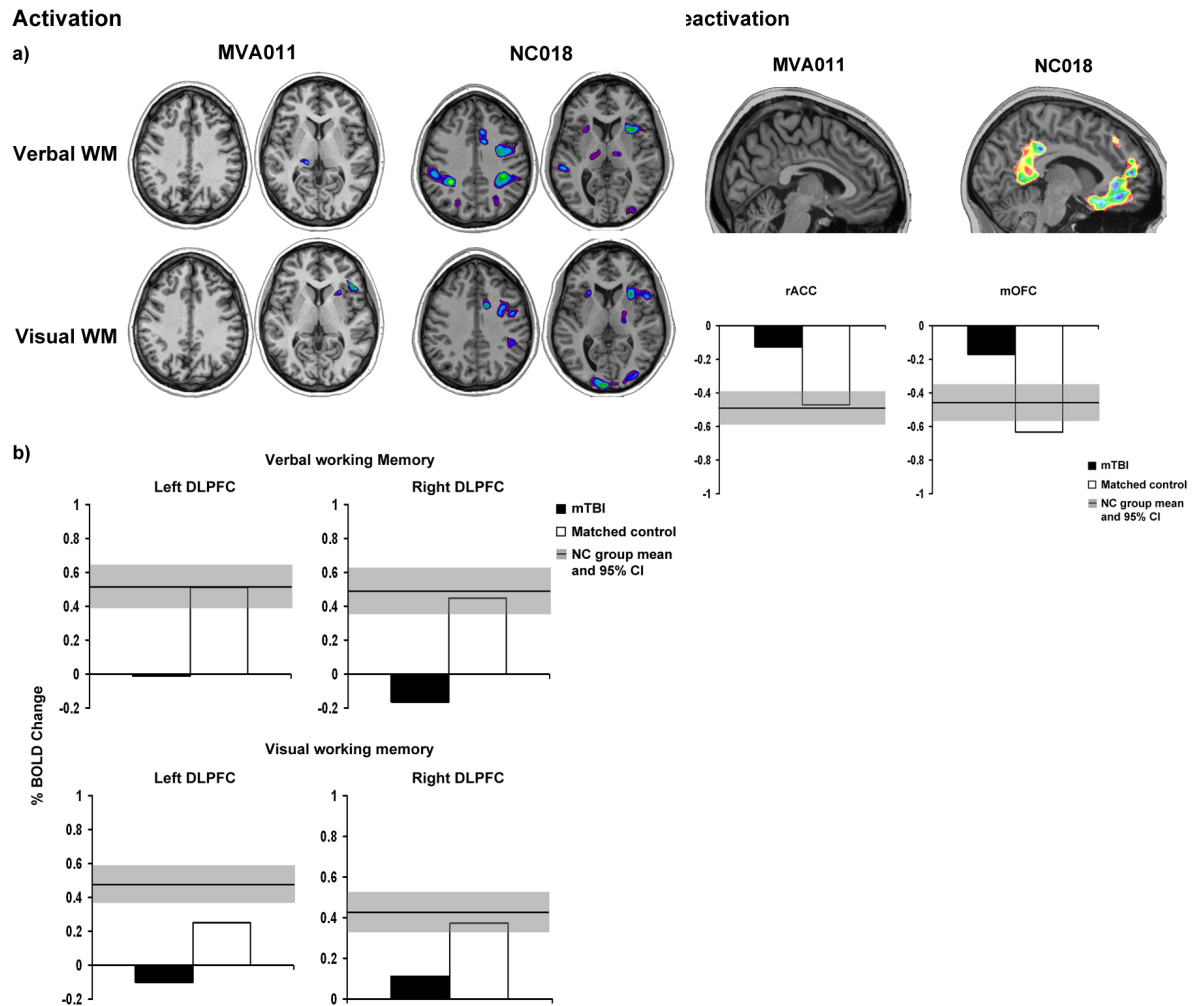 Activation
eactivation
a)
MVA011
NC018
MVA011
NC018
Verbal WM
Visual WM
rACC
mOFC
0
-0.2
-0.4
-0.6
-0.8
-1
0
-0.2
-0.4
-0.6
-0.8
-1
mTBI
Matched control
NC group mean
and 95% CI
b)
Verbal working Memory
Left DLPFC
Right DLPFC
1
0.8
0.6
0.4
0.2
0
-0.2
1
0.8
0.6
0.4
0.2
0
-0.2
mTBI
Matched control
NC group mean
and 95% CI
% BOLD Change
Visual working memory
Left DLPFC
Right DLPFC
1
0.8
0.6
0.4
0.2
0
-0.2
1
0.8
0.6
0.4
0.2
0